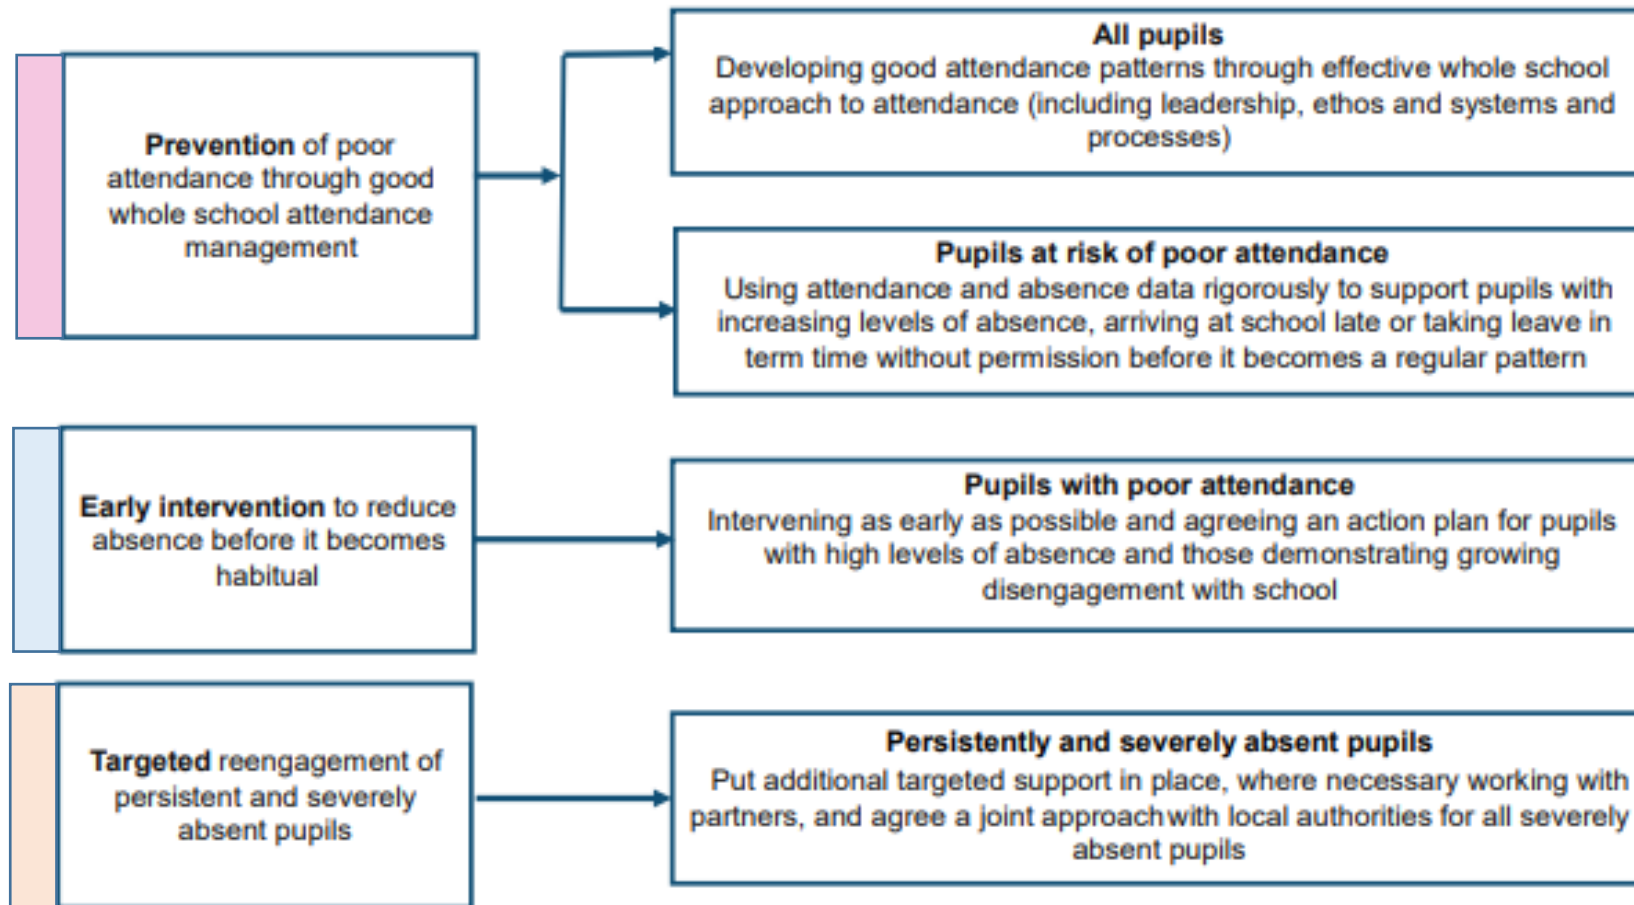 Prevention of poor
attendance through good
whole school attendance
management
All pupils
Developing good attendance patterns through effective whole school
approach to attendance (including leadership, ethos and systems and
processes)
Pupils at risk of poor attendance
Using attendance and absence data rigorously to support pupils with
increasing levels of absence, arriving at school late or taking leave in
term time without permission before it becomes a regular pattern
Early intervention to reduce
absence before it becomes
habitual
Pupils with poor attendance
Intervening as early as possible and agreeing an action plan for pupils
with high levels of absence and those demonstrating growing
disengagement with school
Targeted reengagement of
persistent and severely
absent pupils
Persistently and severely absent pupils
Put additional targeted support in place, where necessary working with
partners, and agree a joint approach with local authorities for all severely
absent pupils